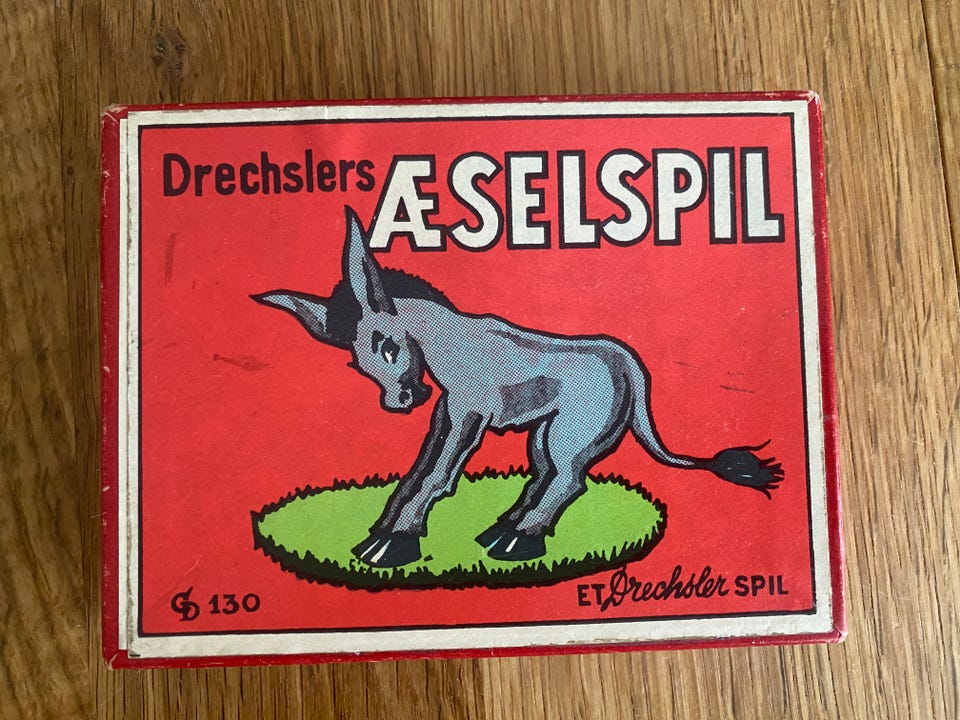 Drechslers ÆSELSPIL
GD 130
ET Drechsler SPIL